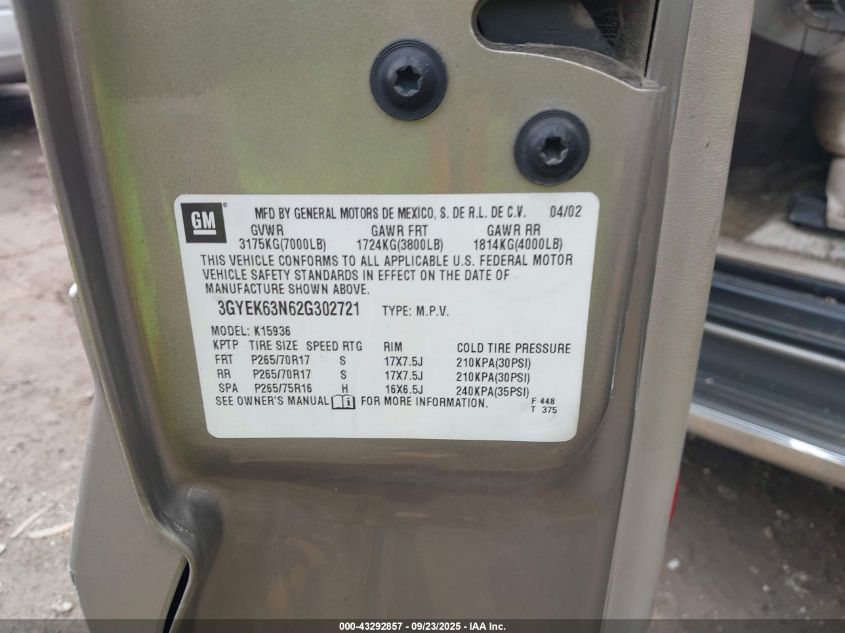 GM
MFD BY GENERAL MOTORS DE MEXICO, S. DE R.L. DE C.V. 04/02
GVWR GAWR FRT GAWR RR
3175KG(7000LB) 1724KG(3800LB) 1814KG(4000LB)
THIS VEHICLE CONFORMS TO ALL APPLICABLE U.S. FEDERAL MOTOR
VEHICLE SAFETY STANDARDS IN EFFECT ON THE DATE OF
MANUFACTURE SHOWN ABOVE.
3GYEK63N62G302721 TYPE: M.P.V.
MODEL: K15936
KPTP TIRE SIZE SPEED RTG RIM COLD TIRE PRESSURE
FRT P265/70R17 S 17X7.5J 210KPA(30PSI)
RR P265/70R17 S 17X7.5J 210KPA(30PSI)
SPA P265/75R16 H 16X6.5J 240KPA(35PSI)
SEE OWNER'S MANUAL FOR MORE INFORMATION.
F 448
T 375
000-43292857 - 09/23/2025 - IAA Inc.